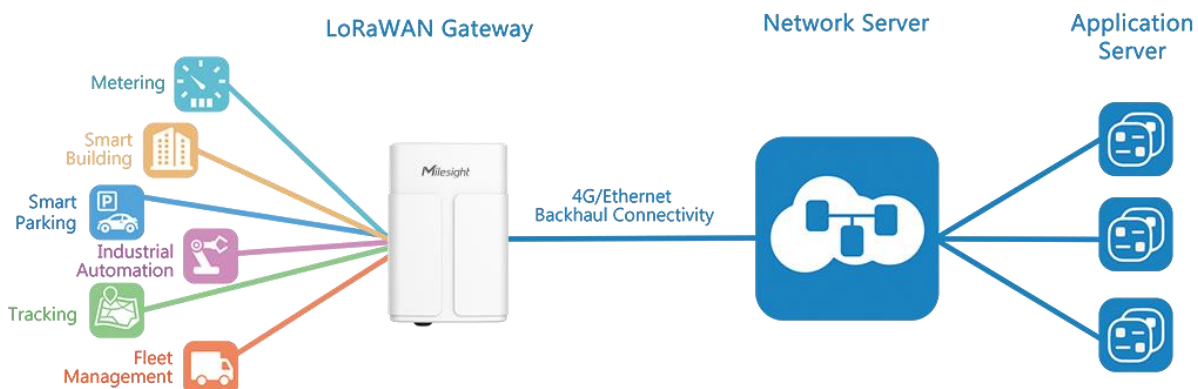 LoRaWAN Gateway
Network Server
Application
Server
Metering
Smart
Building
Smart
Parking
P
Industrial
Automation
Tracking
Fleet
Management
Milesight
4G/Ethernet
Backhaul Connectivity